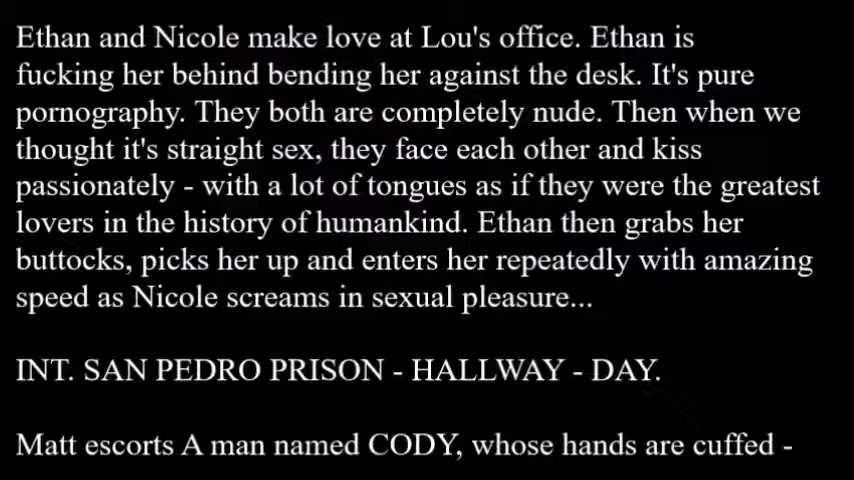 Ethan and Nicole make love at Lou's office. Ethan is
fucking her behind bending her against the desk. It's pure
pornography. They both are completely nude. Then when we
thought it's straight sex, they face each other and kiss
passionately - with a lot of tongues as if they were the greatest
lovers in the history of humankind. Ethan then grabs her
buttocks, picks her up and enters her repeatedly with amazing
speed as Nicole screams in sexual pleasure...
INT. SAN PEDRO PRISON - HALLWAY - DAY.
Matt escorts A man named CODY, whose hands are cuffed -